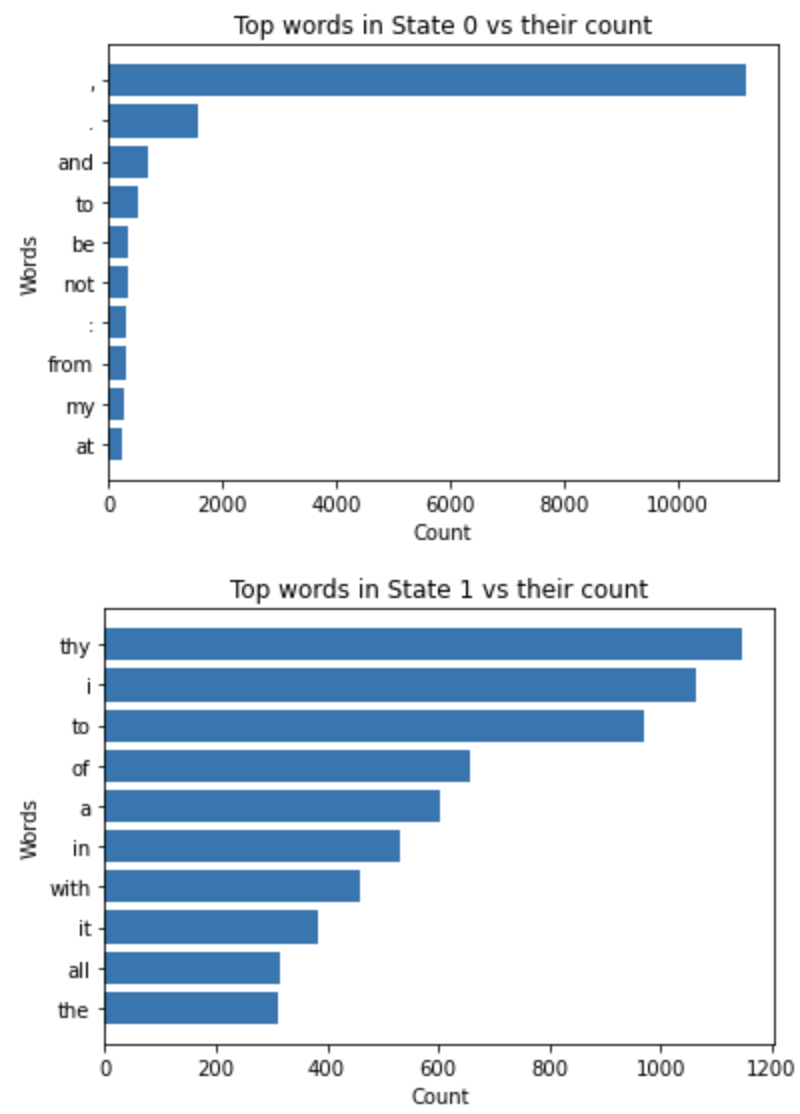 Top words in State 0 vs their count
,
.
and
to
be
not
:
from
my
at
Words
0 2000 4000 6000 8000 10000
Count
Top words in State 1 vs their count
thy
i
to
of
a
in
with
it
all
the
Words
0 200 400 600 800 1000 1200
Count